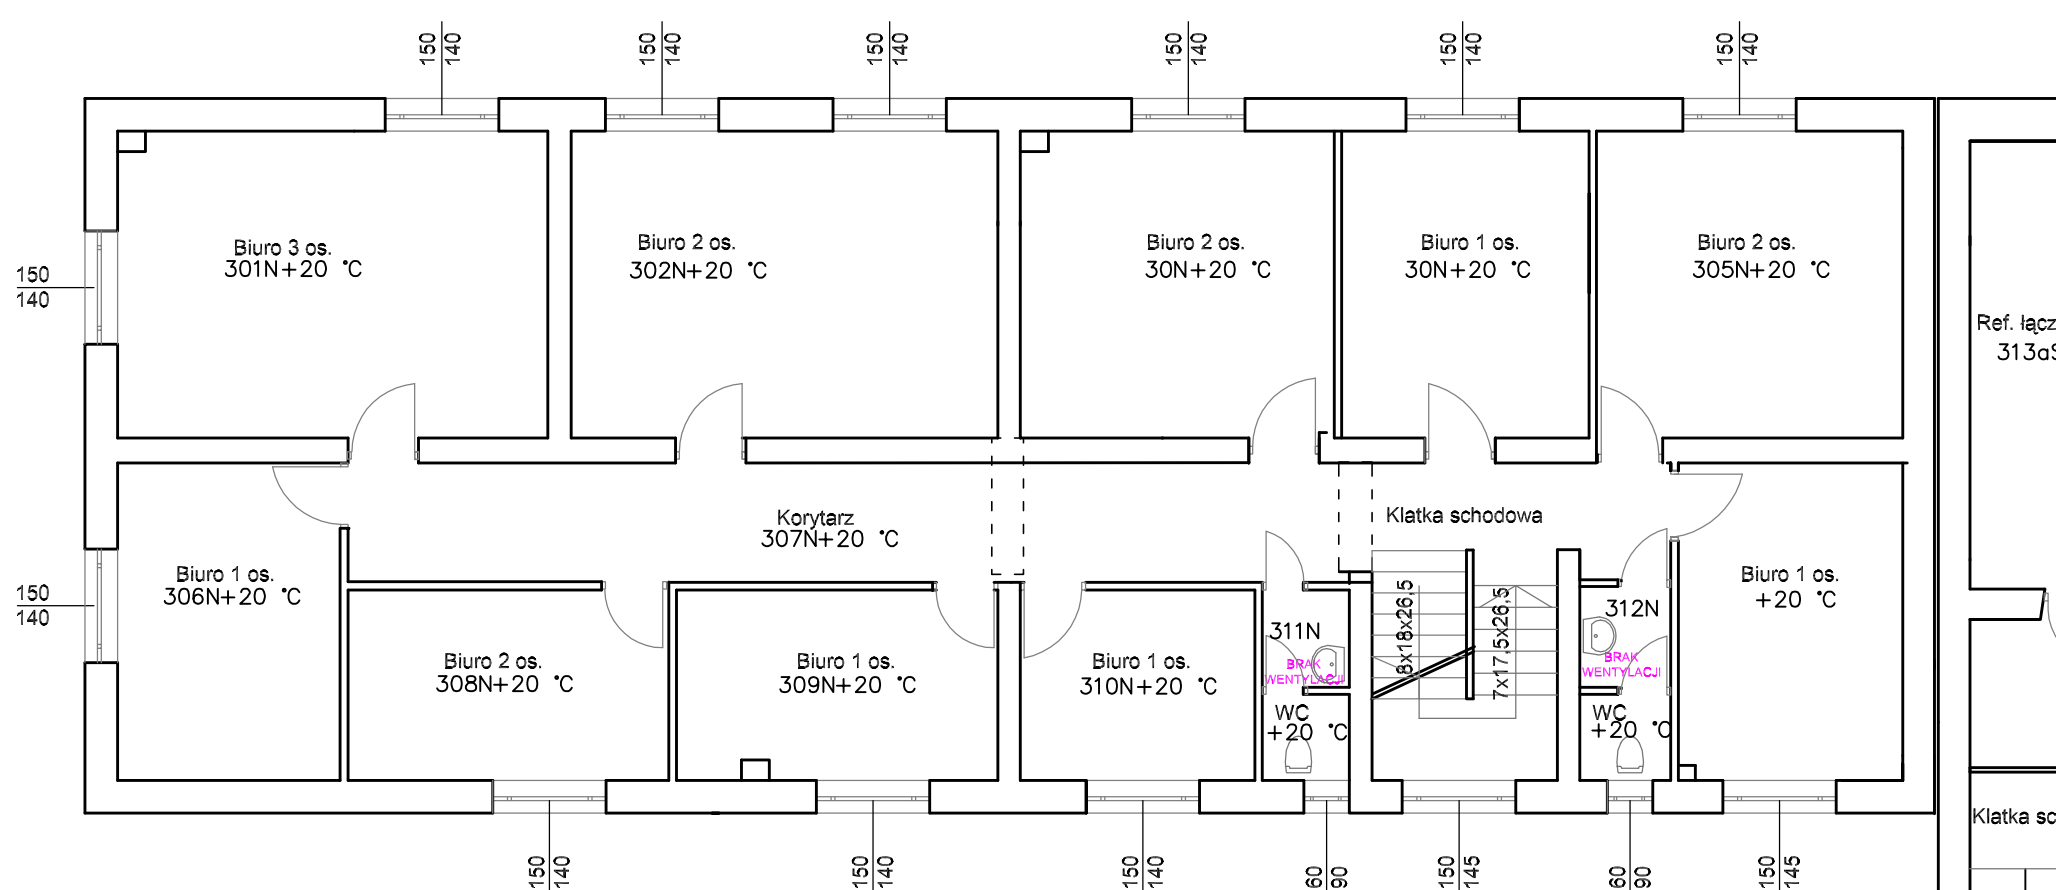 150
140
150
140
150
140
150
140
150
140
150
140
Biuro 3 os.
301N+20 °C
Biuro 2 os.
302N+20 °C
Biuro 2 os.
30N+20 °C
Biuro 1 os.
30N+20 °C
Biuro 2 os.
305N+20 °C
150
140
Ref. łącz
313aS
Korytarz
307N+20 °C
Klatka schodowa
Biuro 1 os.
306N+20 °C
150
140
Biuro 1 os.
+20 °C
8x18x26,5
7x17,5x26,5
311N
BRAK
WENTYLACJI
WC
+20 °C
312N
BRAK
WENTYLACJI
WC
+20 °C
Biuro 2 os.
308N+20 °C
Biuro 1 os.
309N+20 °C
Biuro 1 os.
310N+20 °C
Klatka sc
150
140
150
140
150
140
60
90
150
145
60
90
150
145